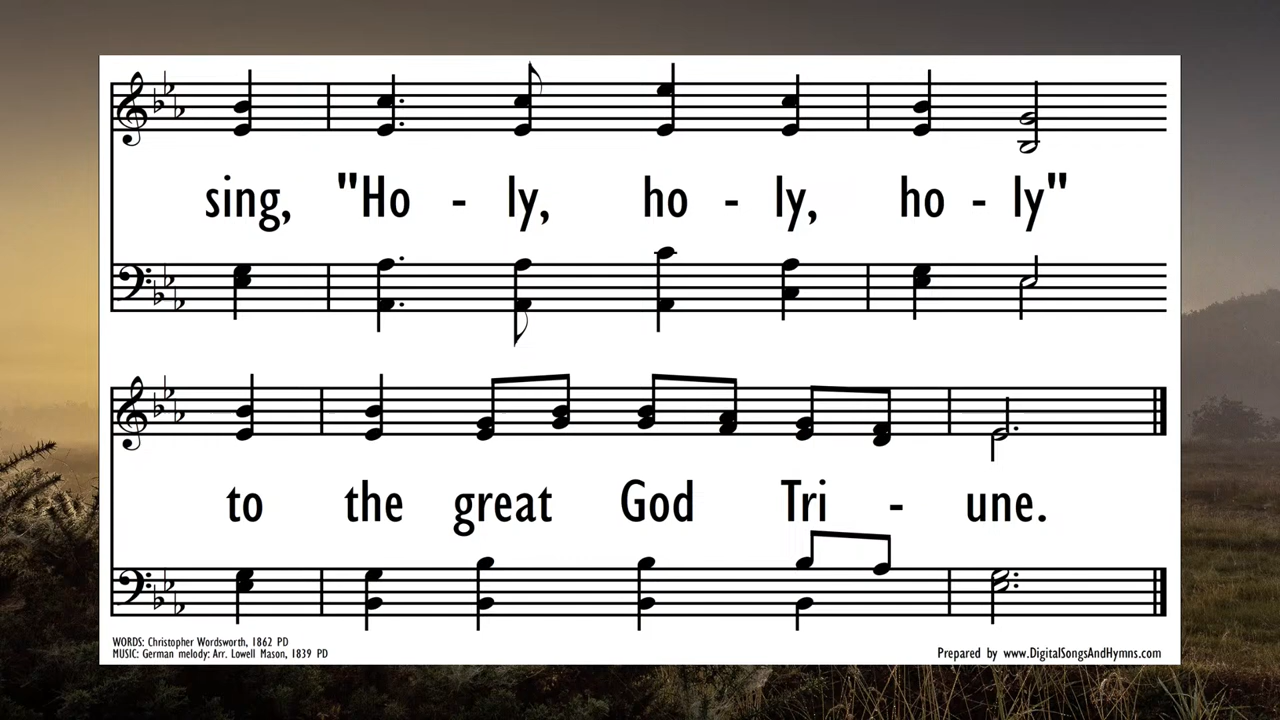 sing, "Ho - ly, ho - ly, ho - ly"
to the great God Tri - une.
WORDS: Christopher Wordsworth, 1862 PD
MUSIC: German melody: Arr. Lowell Mason, 1839 PD
Prepared by www.DigitalSongsAndHymns.com